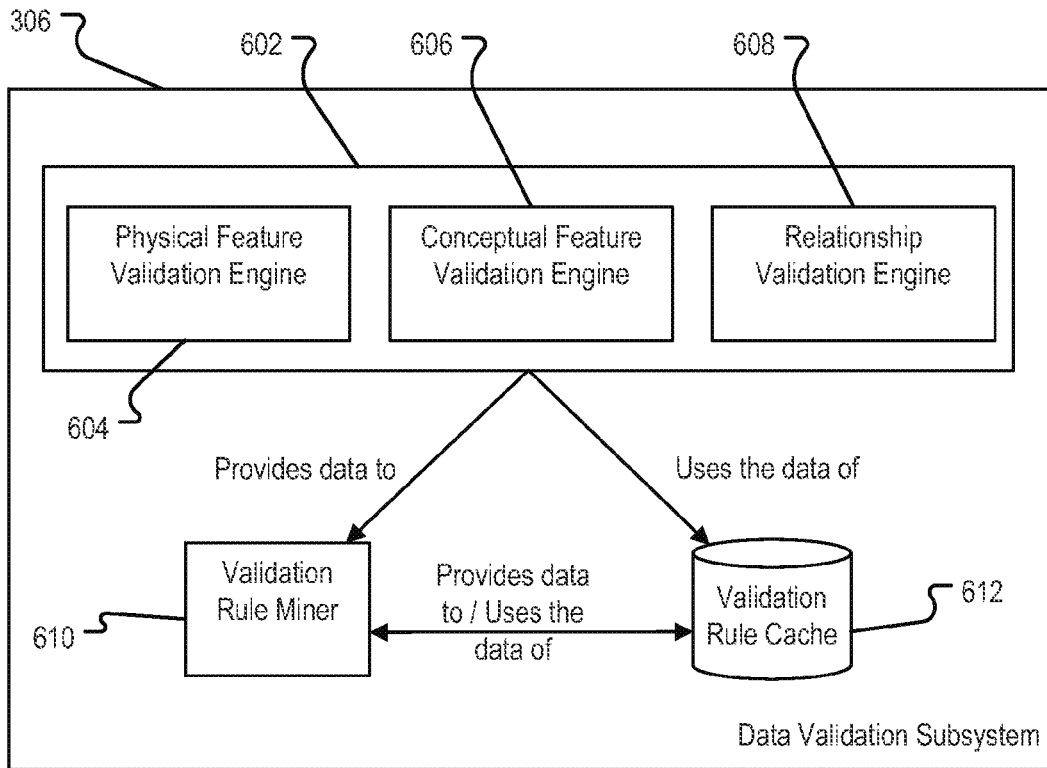 306
602
606
608
Physical Feature
Validation Engine
Conceptual Feature
Validation Engine
Relationship
Validation Engine
604
Provides data to
Uses the data of
Validation
Rule Miner
Provides data
to / Uses the
data of
Validation
Rule Cache
610
612
Data Validation Subsystem